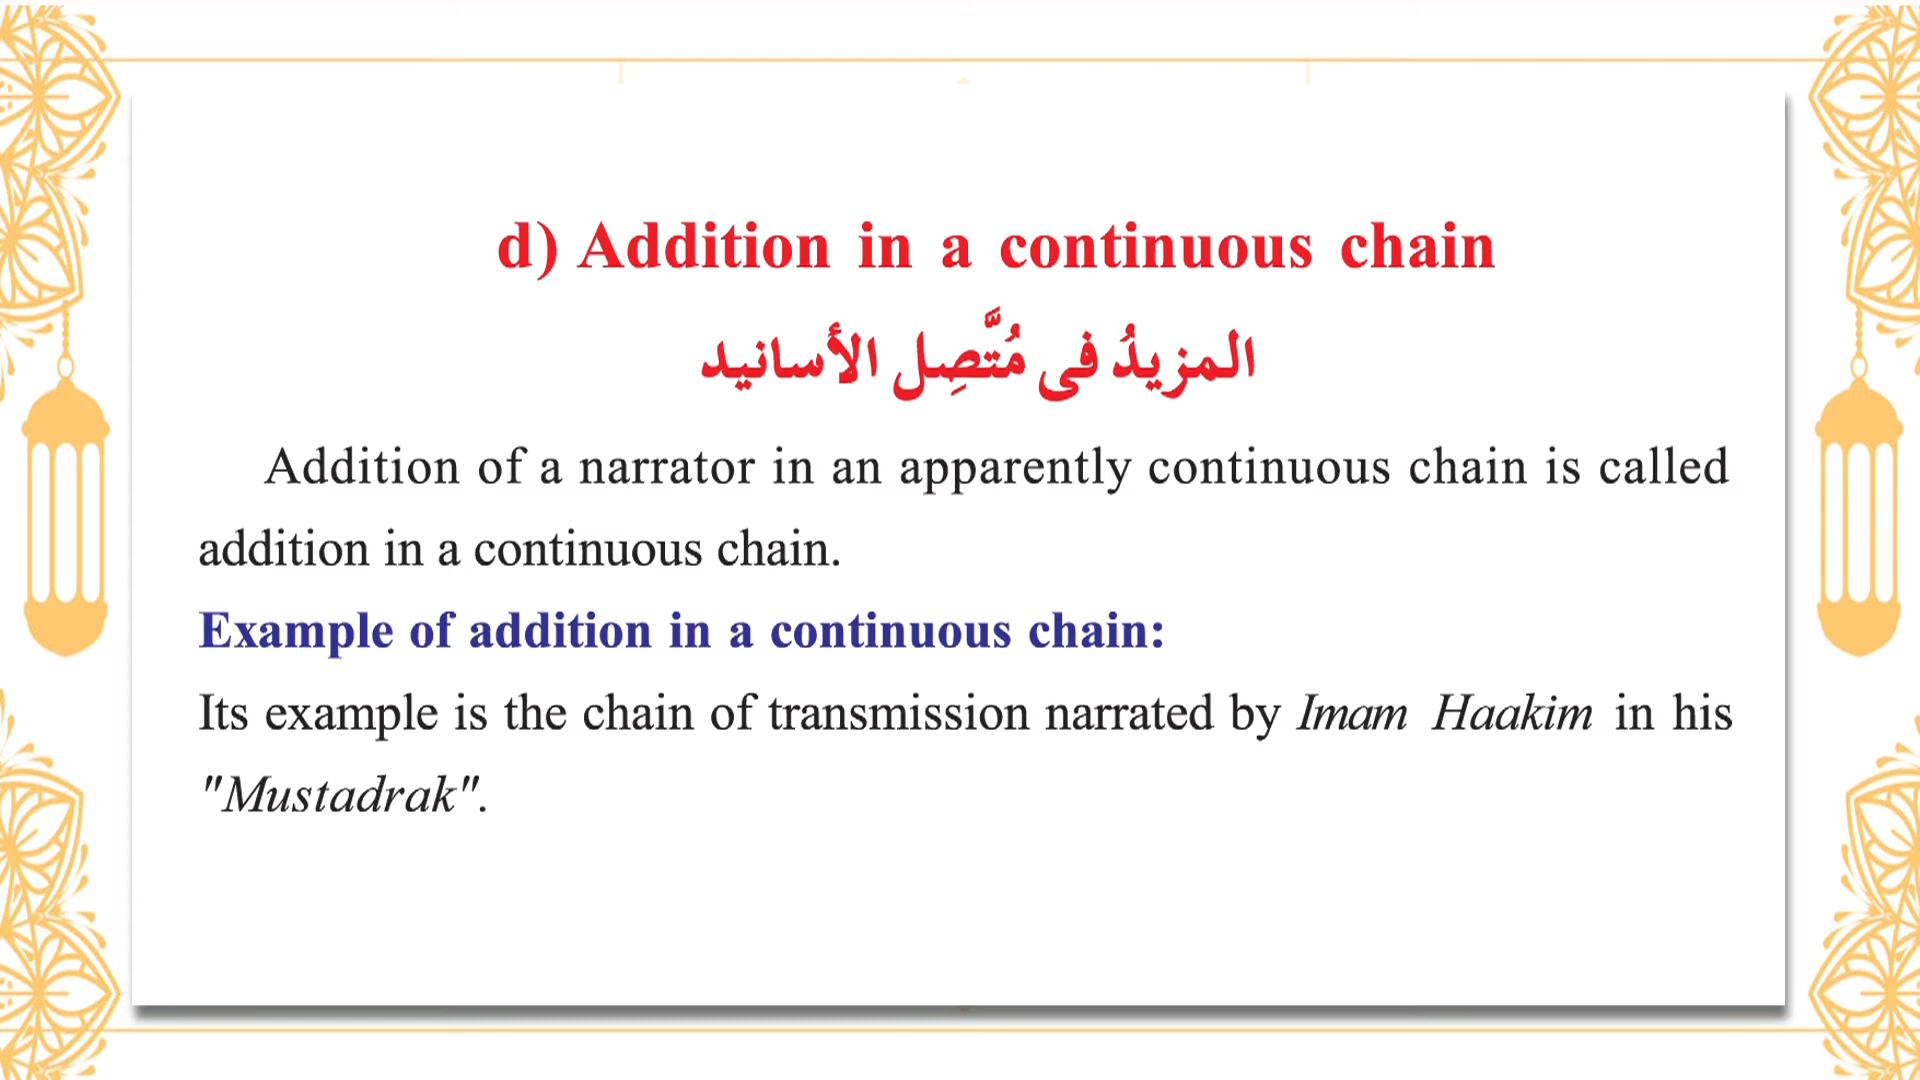 d) Addition in a continuous chain
المزيدُ فى مُتَّصِل الأسانيد
Addition of a narrator in an apparently continuous chain is called
addition in a continuous chain.
Example of addition in a continuous chain:
Its example is the chain of transmission narrated by Imam Haakim in his
"Mustadrak".